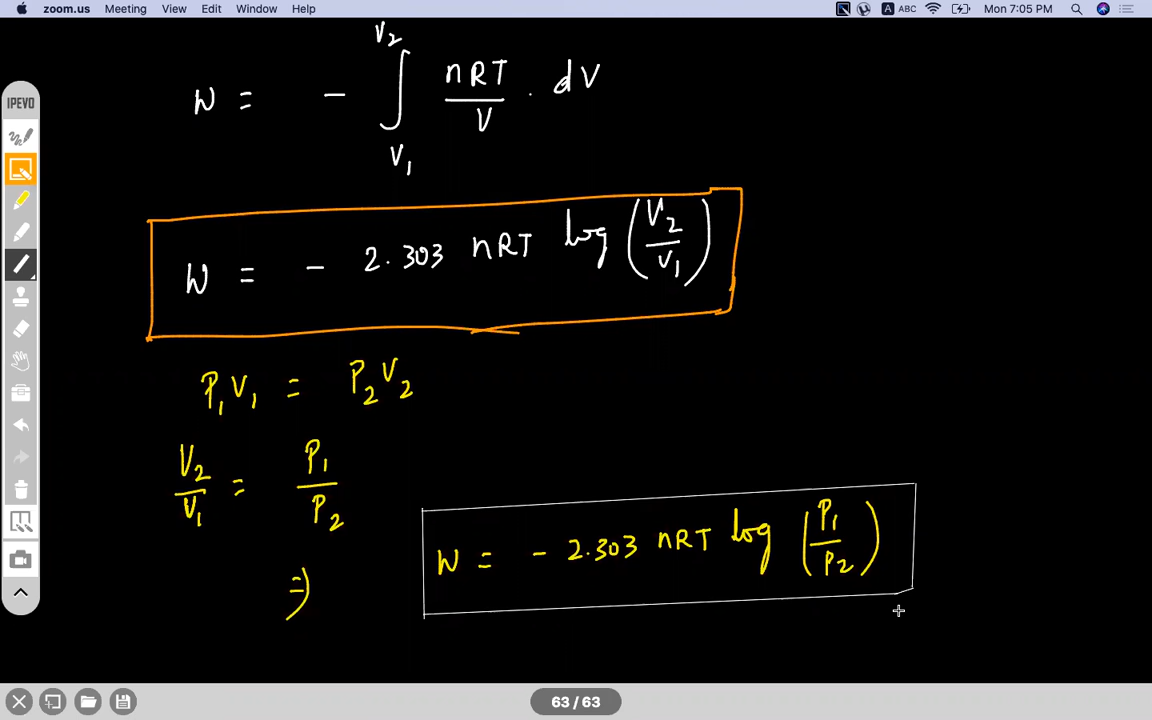 zoom.us Meeting View Edit Window Help A ABC Mon 7:05 PM
IPEVO
W = - ∫_{V₁}^{V₂} nRT/V . dV
W = - 2.303 nRT log (V₂/V₁)
P₁V₁ = P₂V₂
V₂/V₁ = P₁/P₂
⇒ W = - 2.303 nRT log (P₁/P₂)
63 / 63